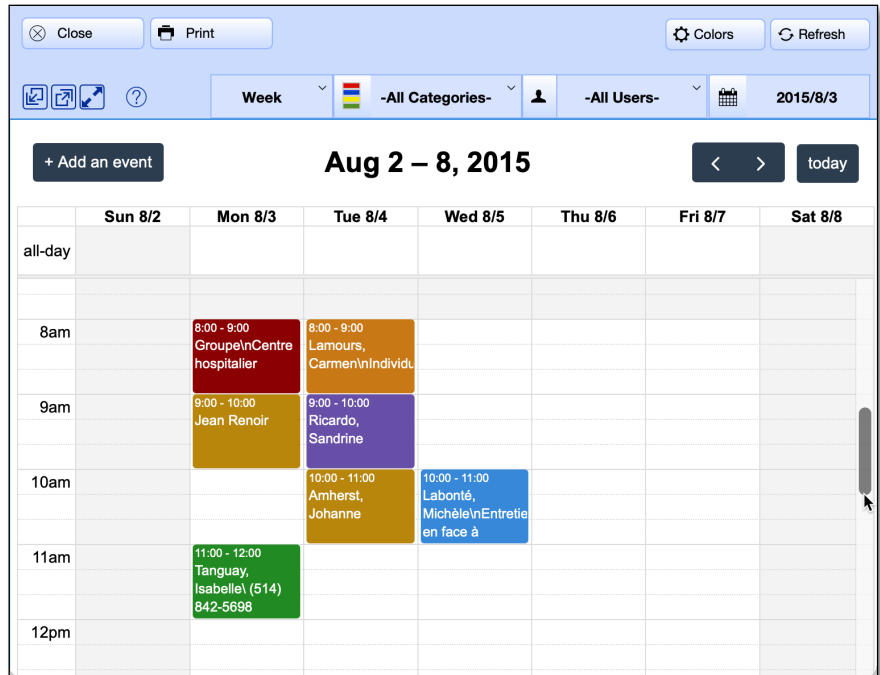 Close
Print
Colors
Refresh
Week
-All Categories-
-All Users-
2015/8/3
+ Add an event
Aug 2 – 8, 2015
today
Sun 8/2
Mon 8/3
Tue 8/4
Wed 8/5
Thu 8/6
Fri 8/7
Sat 8/8
all-day
8am
8:00 - 9:00
Groupe\nCentre
hospitalier
8:00 - 9:00
Lamours,
Carmen\nIndividu
9am
9:00 - 10:00
Jean Renoir
9:00 - 10:00
Ricardo,
Sandrine
10am
10:00 - 11:00
Amherst,
Johanne
10:00 - 11:00
Labonté,
Michèle\nEntretie
en face à
11am
11:00 - 12:00
Tanguay,
Isabelle\ (514)
842-5698
12pm